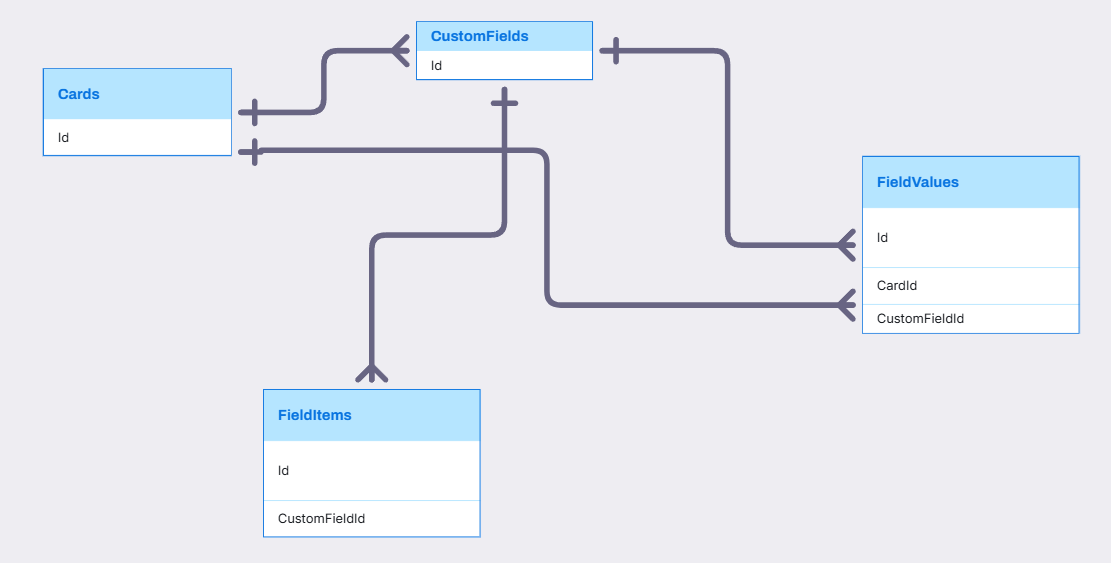 CustomFields
Id
Cards
Id
FieldValues
Id
CardId
CustomFieldId
FieldItems
Id
CustomFieldId